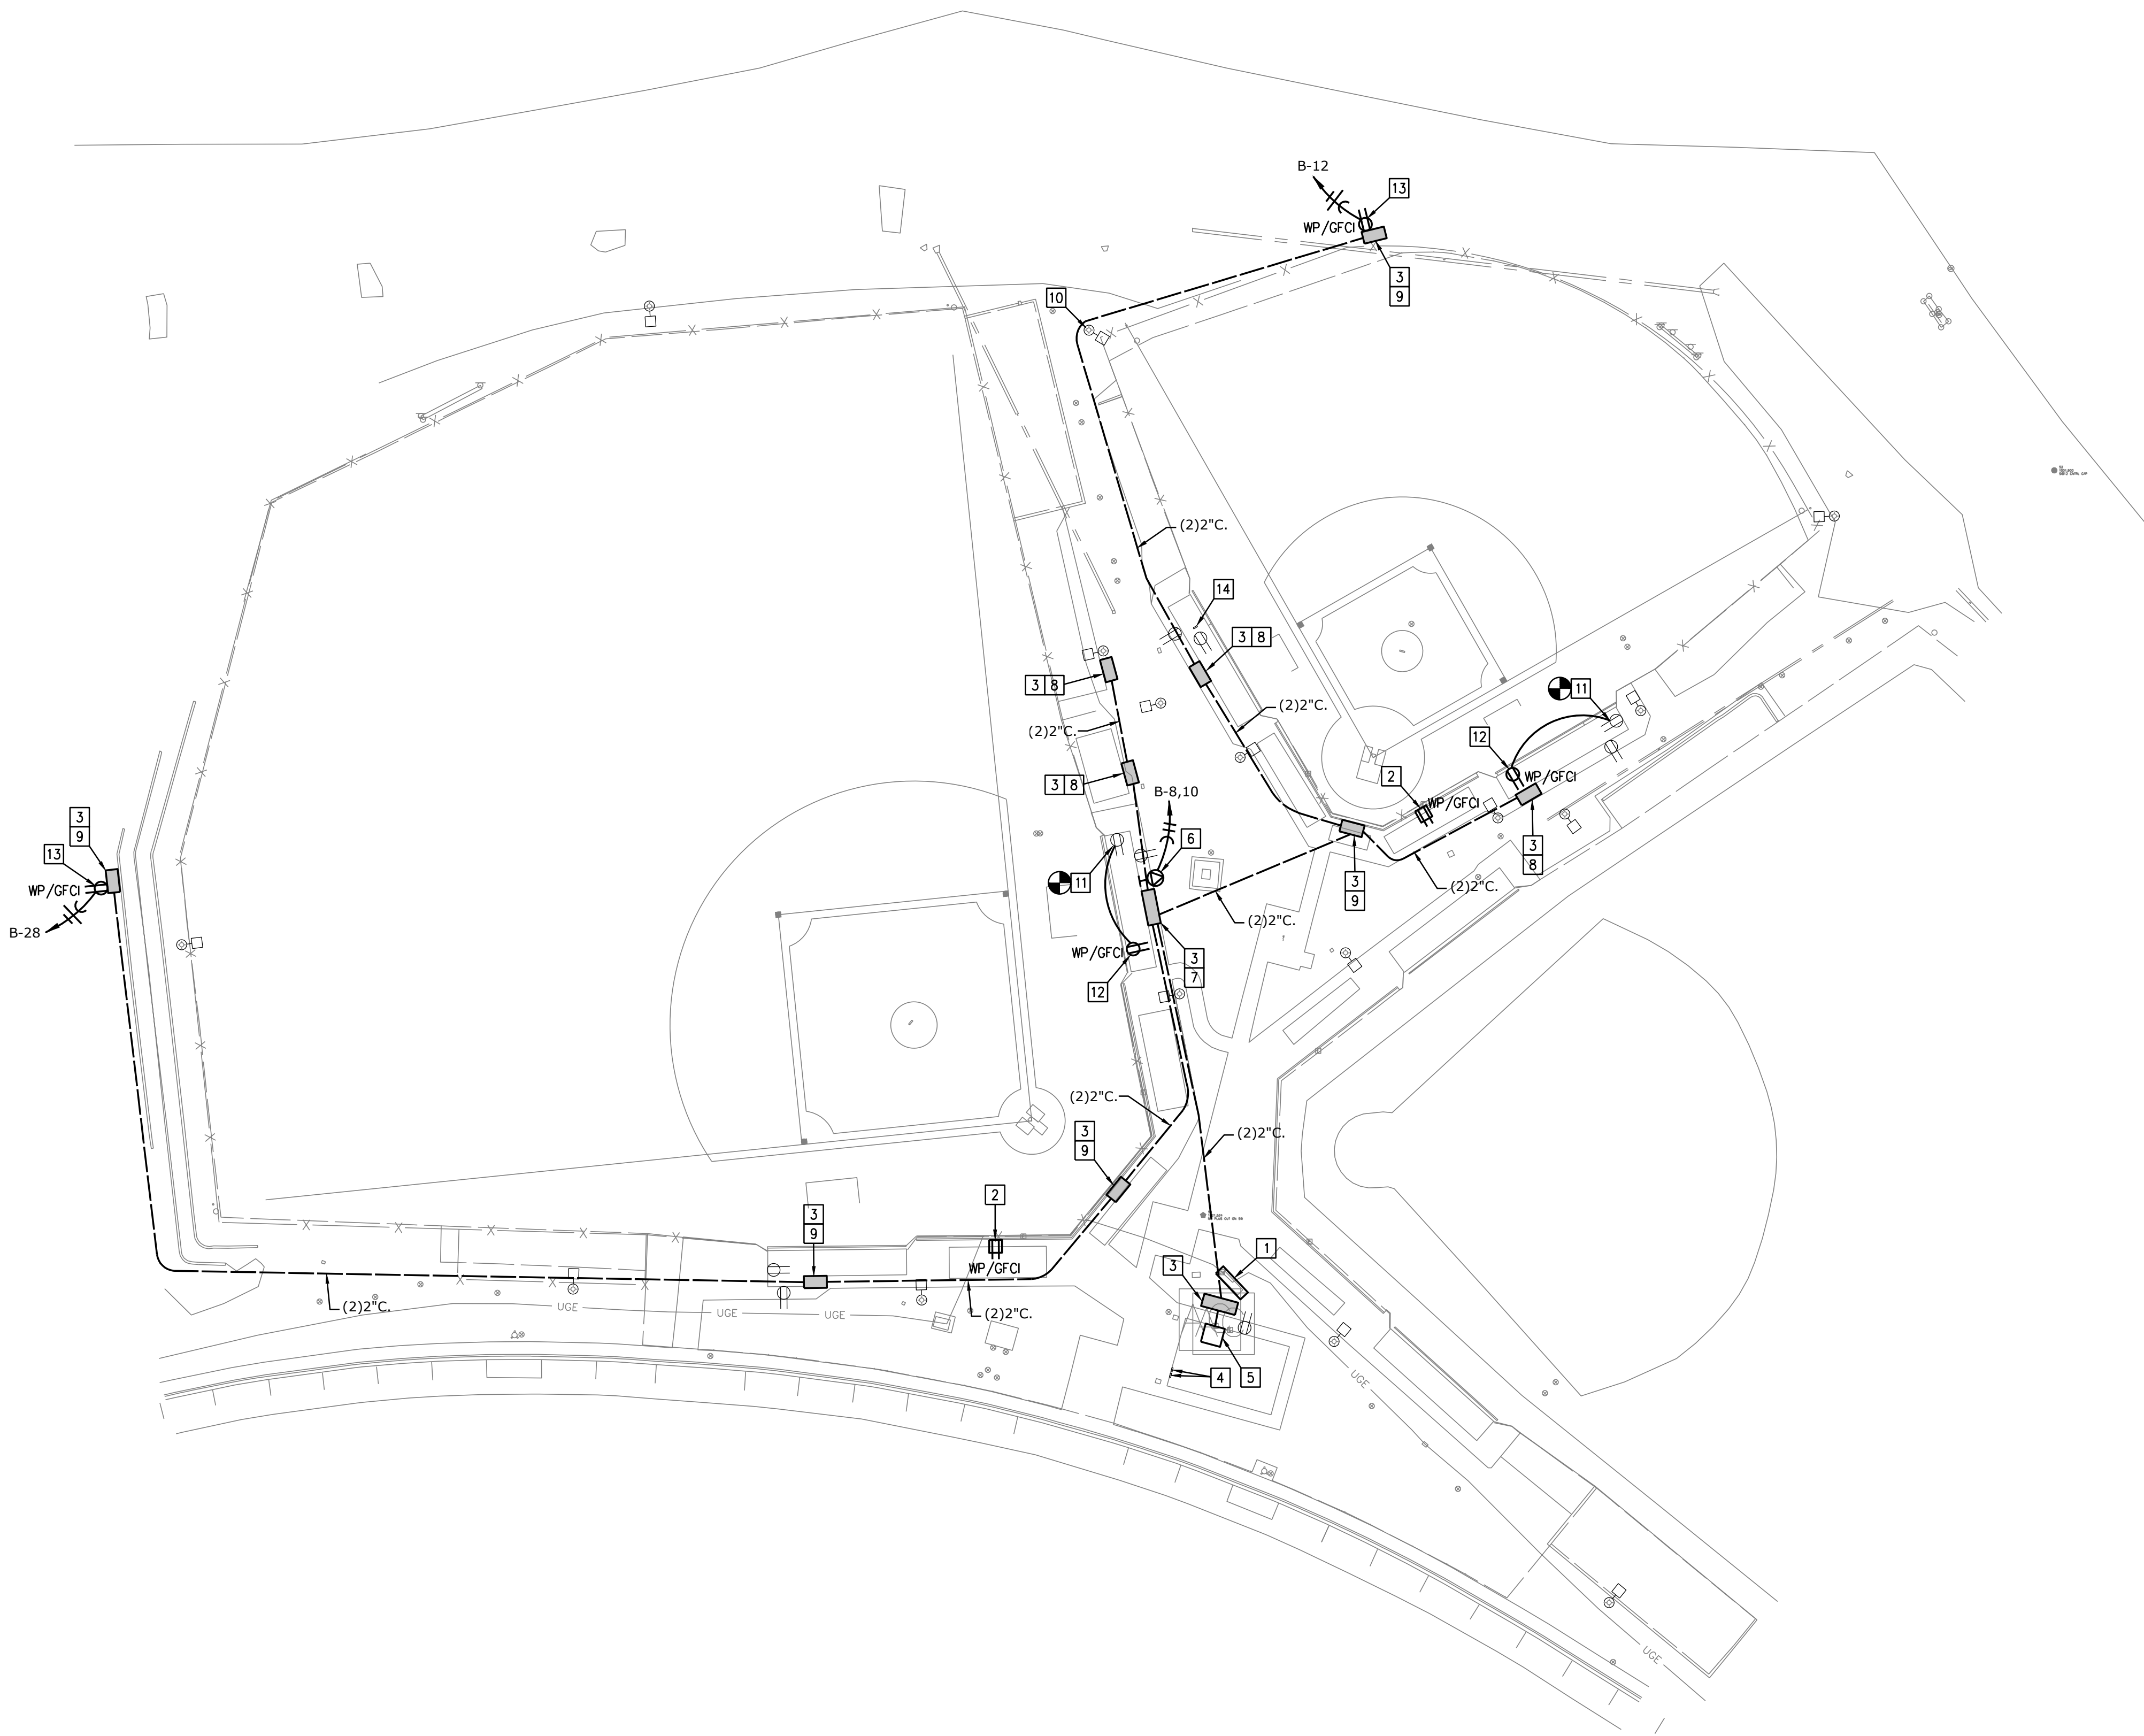 B-12
13
WP/GFCI
3
9
10
(2)2"C.
14
3 8
3 8
(2)2"C.
11
(2)2"C.
12
2
WP/GFCI
3 8
B-8,10
WP/GFCI
3
9
6
13
3
8
11
WP/GFCI
(2)2"C.
3
9
B-28
(2)2"C.
WP/GFCI
3
7
12
(2)2"C.
3
9
(2)2"C.
2
3
9
1
WP/GFCI
3
(2)2"C.
UGE
UGE
UGE
(2)2"C.
4
5
UGE
UGE